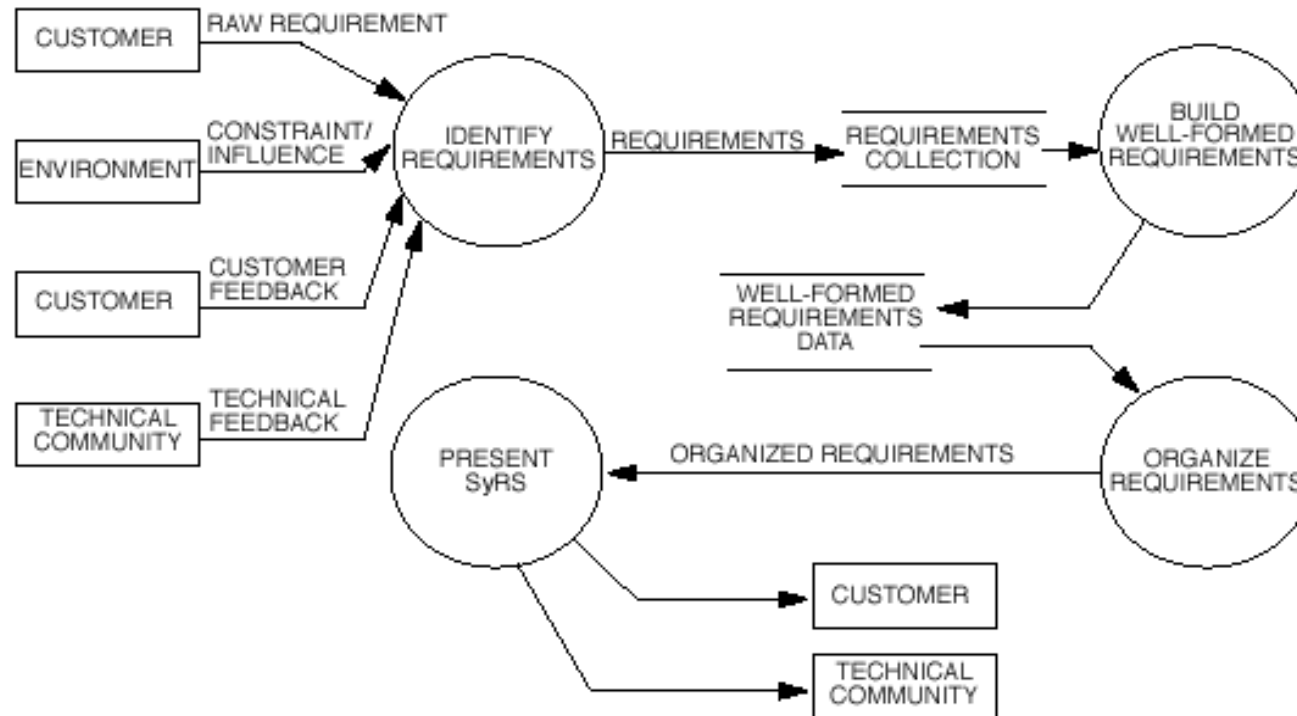 CUSTOMER
RAW REQUIREMENT
ENVIRONMENT
CONSTRAINT/
INFLUENCE
CUSTOMER
CUSTOMER
FEEDBACK
TECHNICAL
COMMUNITY
TECHNICAL
FEEDBACK
IDENTIFY
REQUIREMENTS
REQUIREMENTS
REQUIREMENTS
COLLECTION
BUILD
WELL-FORMED
REQUIREMENTS
WELL-FORMED
REQUIREMENTS
DATA
ORGANIZE
REQUIREMENTS
ORGANIZED REQUIREMENTS
PRESENT
SyRS
CUSTOMER
TECHNICAL
COMMUNITY